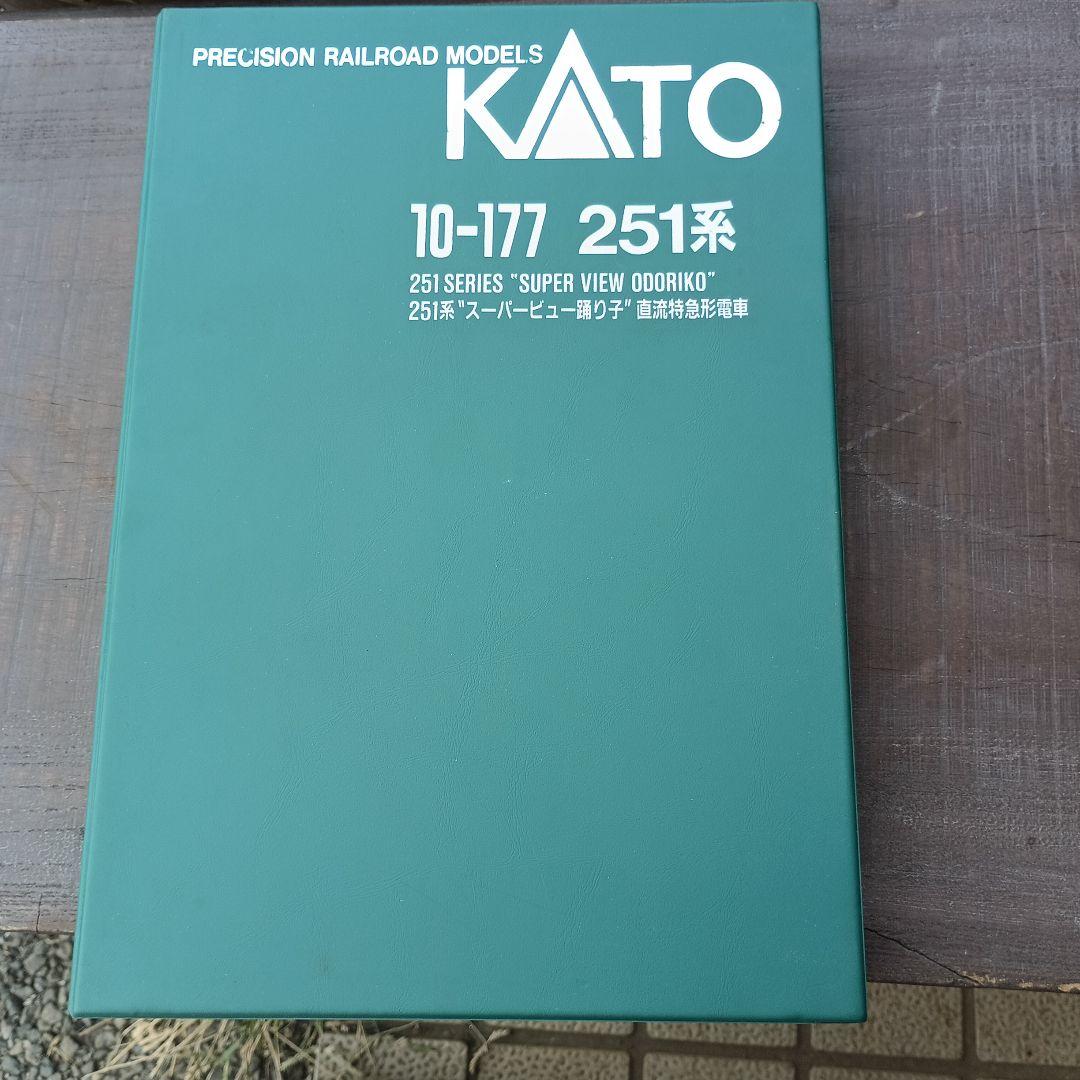 PRECISION RAILROAD MODELS
KATO
10-177 251系
251 SERIES "SUPER VIEW ODORIKO"
251系"スーパービュー踊り子"直流特急形電車